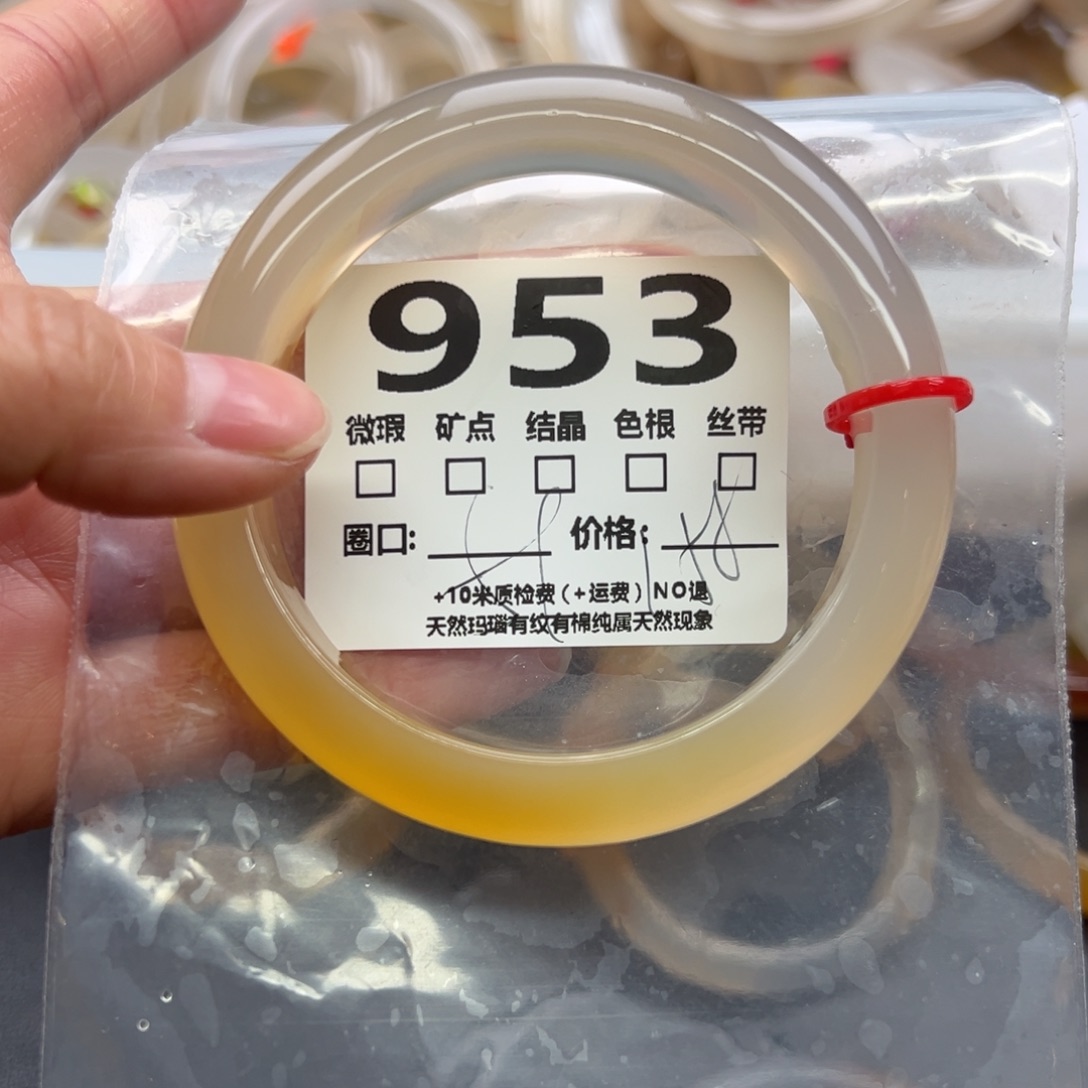 953
微瑕 矿点 结晶 色根 丝带
圈口: 价格:
+10米质检费(+运费)NO退
天然玛瑙有纹有棉纯属天然现象